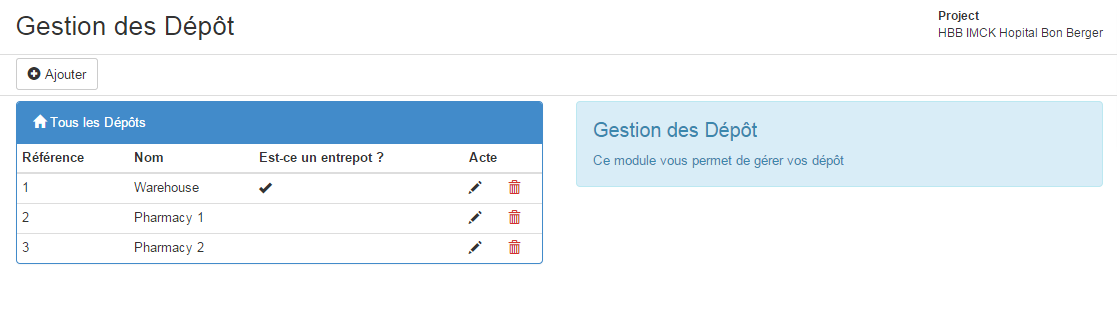 Gestion des Dépôt
Project
HBB IMCK Hopital Bon Berger
Ajouter
Tous les Dépôts
Référence Nom Est-ce un entrepot ? Acte
1 Warehouse
2 Pharmacy 1
3 Pharmacy 2
Gestion des Dépôt
Ce module vous permet de gérer vos dépôt